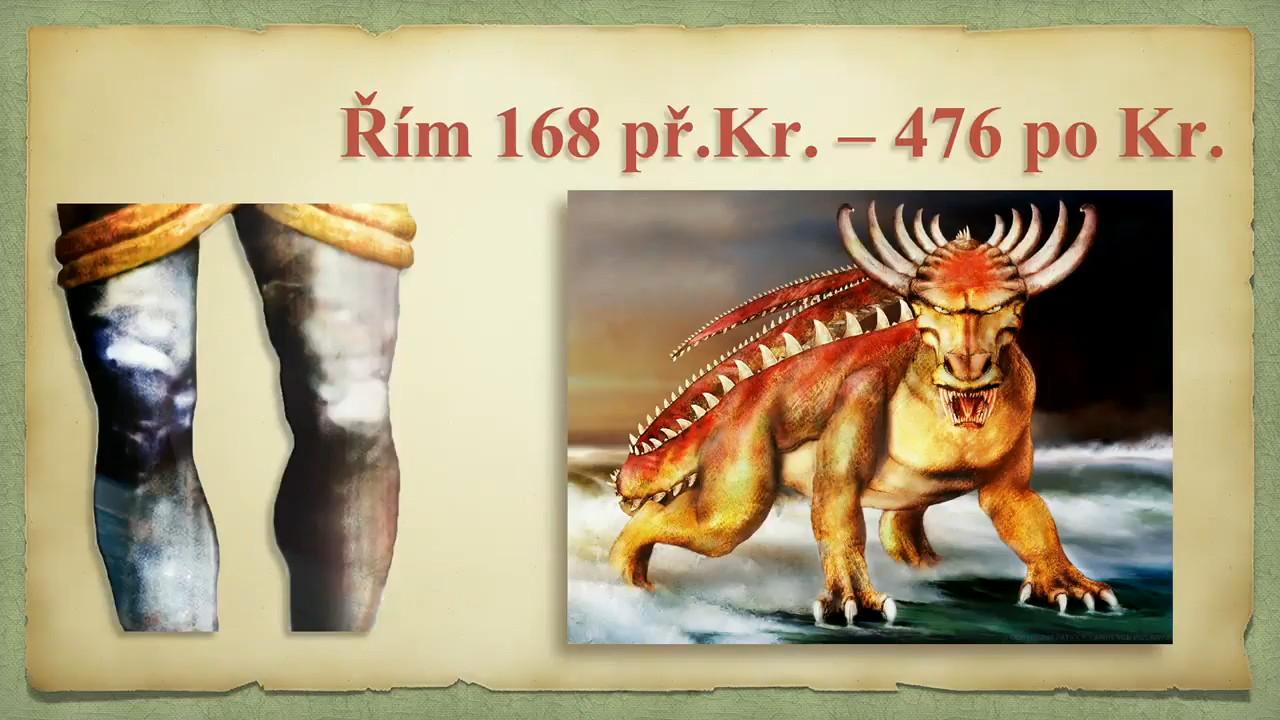 Řím 168 př.Kr. – 476 po Kr.